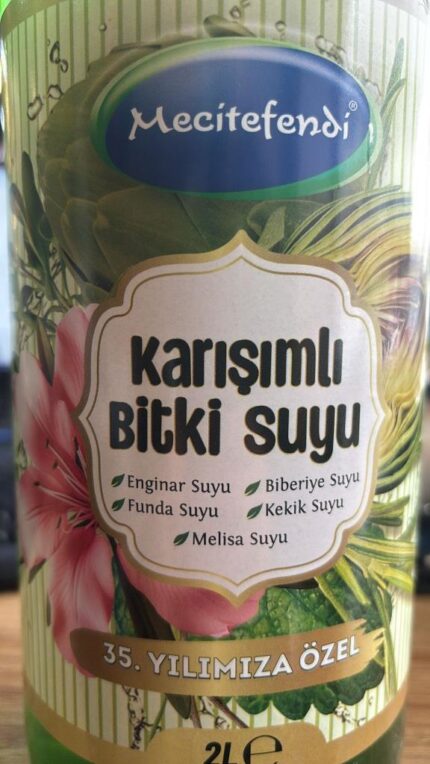 Mecitefendi®
Karışımlı
Bitki Suyu
Enginar Suyu Biberiye Suyu
Funda Suyu Kekik Suyu
Melisa Suyu
35. YILIMIZA ÖZEL
2L ℮